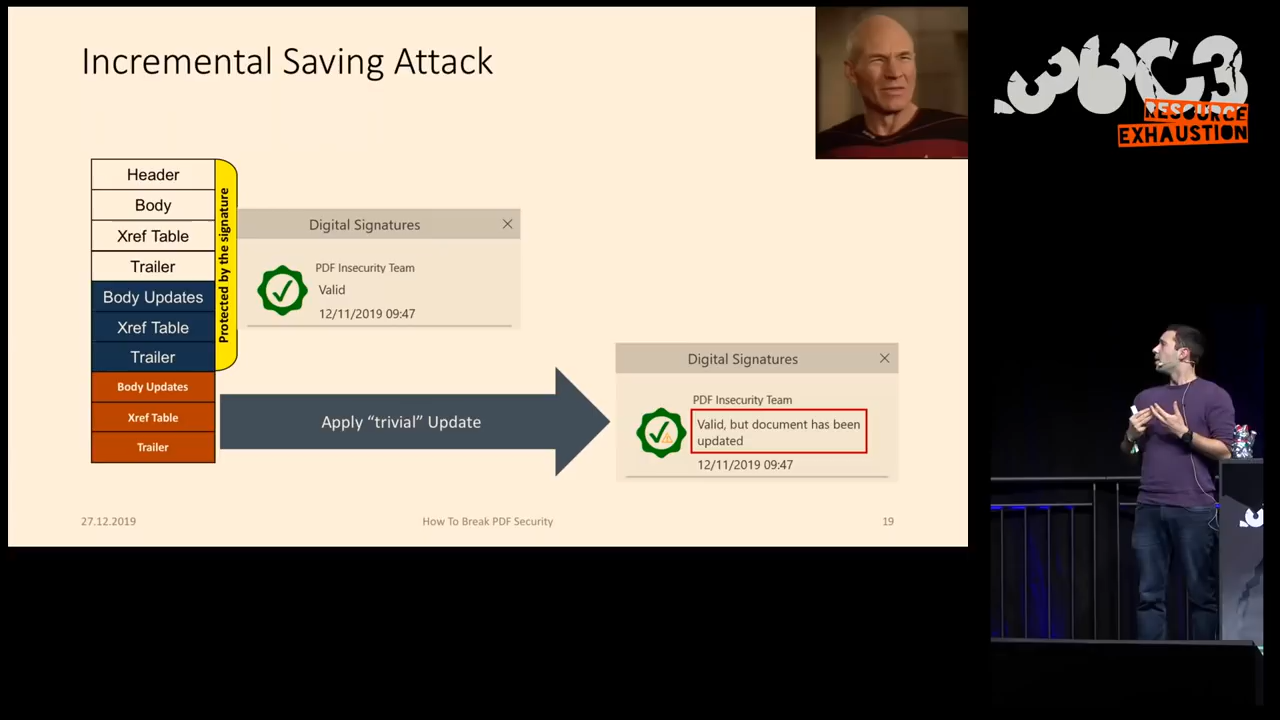 Incremental Saving Attack
36C3
RESOURCE
EXHAUSTION
Header
Body
Xref Table
Trailer
Body Updates
Xref Table
Trailer
Body Updates
Xref Table
Trailer
Protected by the signature
Digital Signatures
PDF Insecurity Team
Valid
12/11/2019 09:47
Apply “trivial” Update
Digital Signatures
PDF Insecurity Team
Valid, but document has been
updated
12/11/2019 09:47
27.12.2019
How To Break PDF Security
19